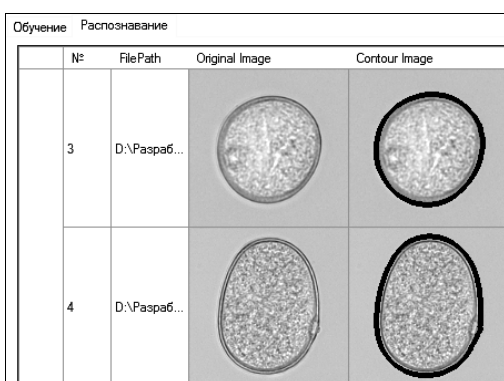 Обучение Распознавание
№ FilePath Original Image Contour Image
3 D:\Разраб...
4 D:\Разраб...